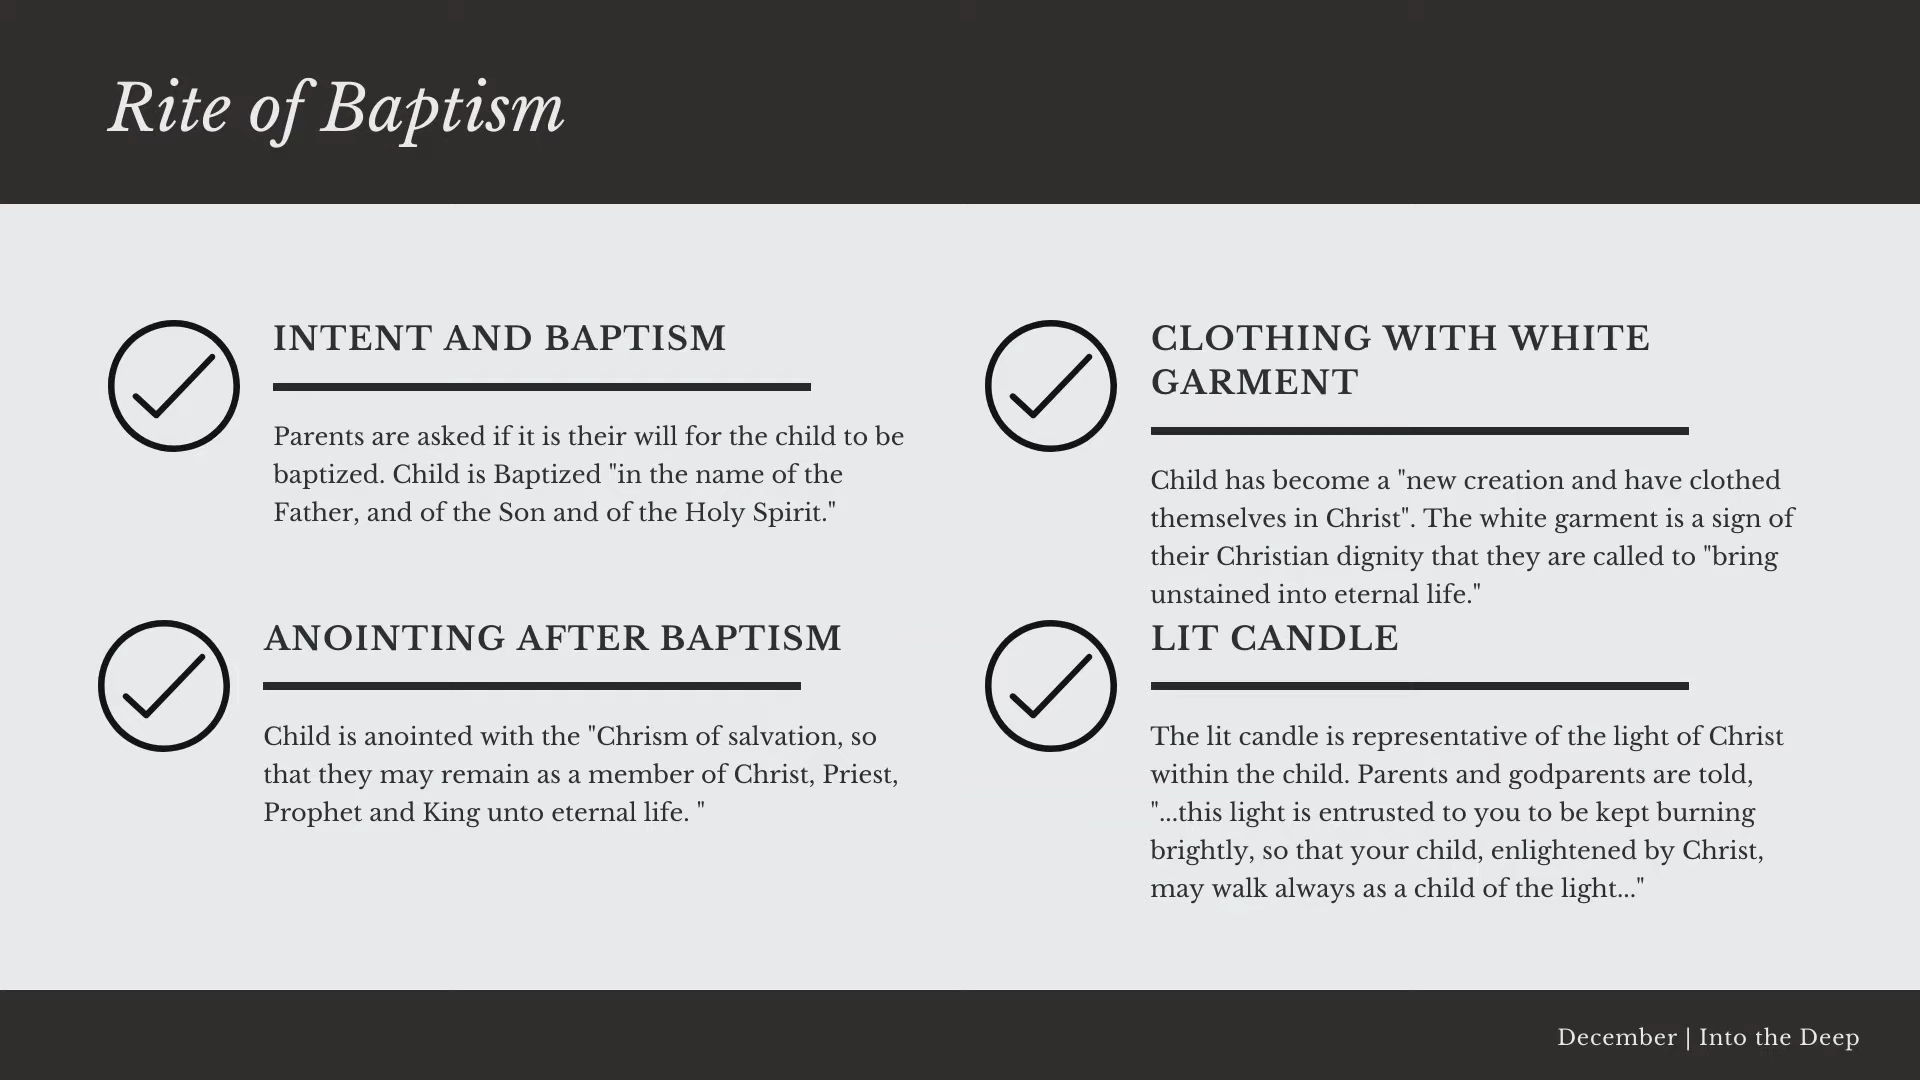 Rite of Baptism
INTENT AND BAPTISM
Parents are asked if it is their will for the child to be
baptized. Child is Baptized "in the name of the
Father, and of the Son and of the Holy Spirit."
CLOTHING WITH WHITE
GARMENT
Child has become a "new creation and have clothed
themselves in Christ". The white garment is a sign of
their Christian dignity that they are called to "bring
unstained into eternal life."
ANOINTING AFTER BAPTISM
Child is anointed with the "Chrism of salvation, so
that they may remain as a member of Christ, Priest,
Prophet and King unto eternal life. "
LIT CANDLE
The lit candle is representative of the light of Christ
within the child. Parents and godparents are told,
"...this light is entrusted to you to be kept burning
brightly, so that your child, enlightened by Christ,
may walk always as a child of the light..."
December | Into the Deep